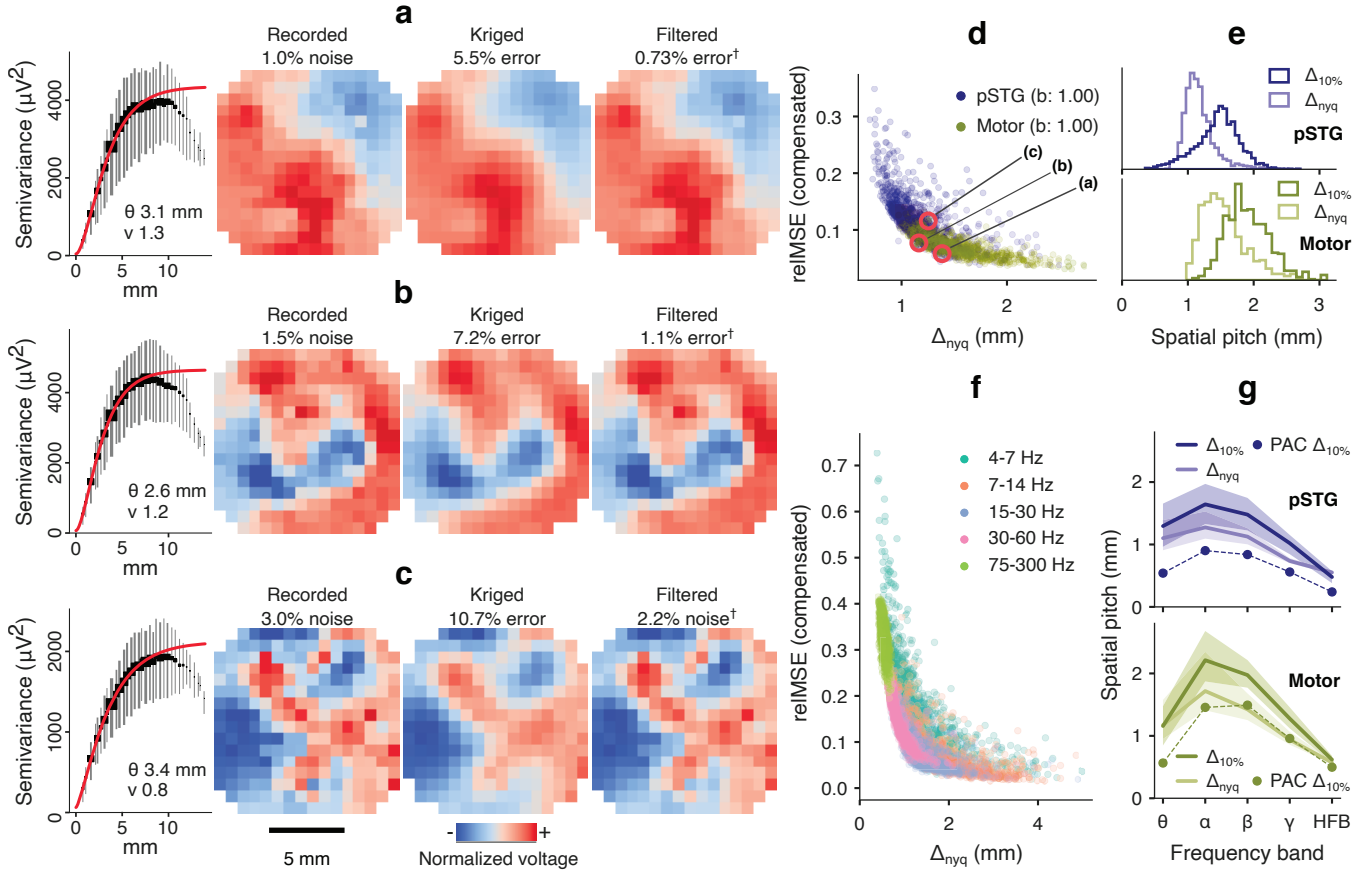 a
Recorded
1.0% noise
Kriged
5.5% error
Filtered
0.73% error†
Semivariance (µV²)
4000
2000
0
θ 3.1 mm
ν 1.3
0 5 10
mm
b
Recorded
1.5% noise
Kriged
7.2% error
Filtered
1.1% error†
Semivariance (µV²)
4000
2000
0
θ 2.6 mm
ν 1.2
0 5 10
mm
c
Recorded
3.0% noise
Kriged
10.7% error
Filtered
2.2% noise†
Semivariance (µV²)
2000
1000
0
θ 3.4 mm
ν 0.8
0 5 10
mm
5 mm
- +
Normalized voltage
d
relMSE (compensated)
0.3
0.2
0.1
pSTG (b: 1.00)
Motor (b: 1.00)
(c)
(b)
(a)
1 2
Δnyq (mm)
e
Δ10%
Δnyq
pSTG
Δ10%
Δnyq
Motor
0 1 2 3
Spatial pitch (mm)
f
relMSE (compensated)
0.7
0.6
0.5
0.4
0.3
0.2
0.1
0.0
4-7 Hz
7-14 Hz
15-30 Hz
30-60 Hz
75-300 Hz
0 2 4
Δnyq (mm)
g
Spatial pitch (mm)
Δ10% PAC Δ10%
Δnyq
pSTG
2
1
0
Motor
2
1
0
Δ10%
Δnyq PAC Δ10%
θ α β γ HFB
Frequency band